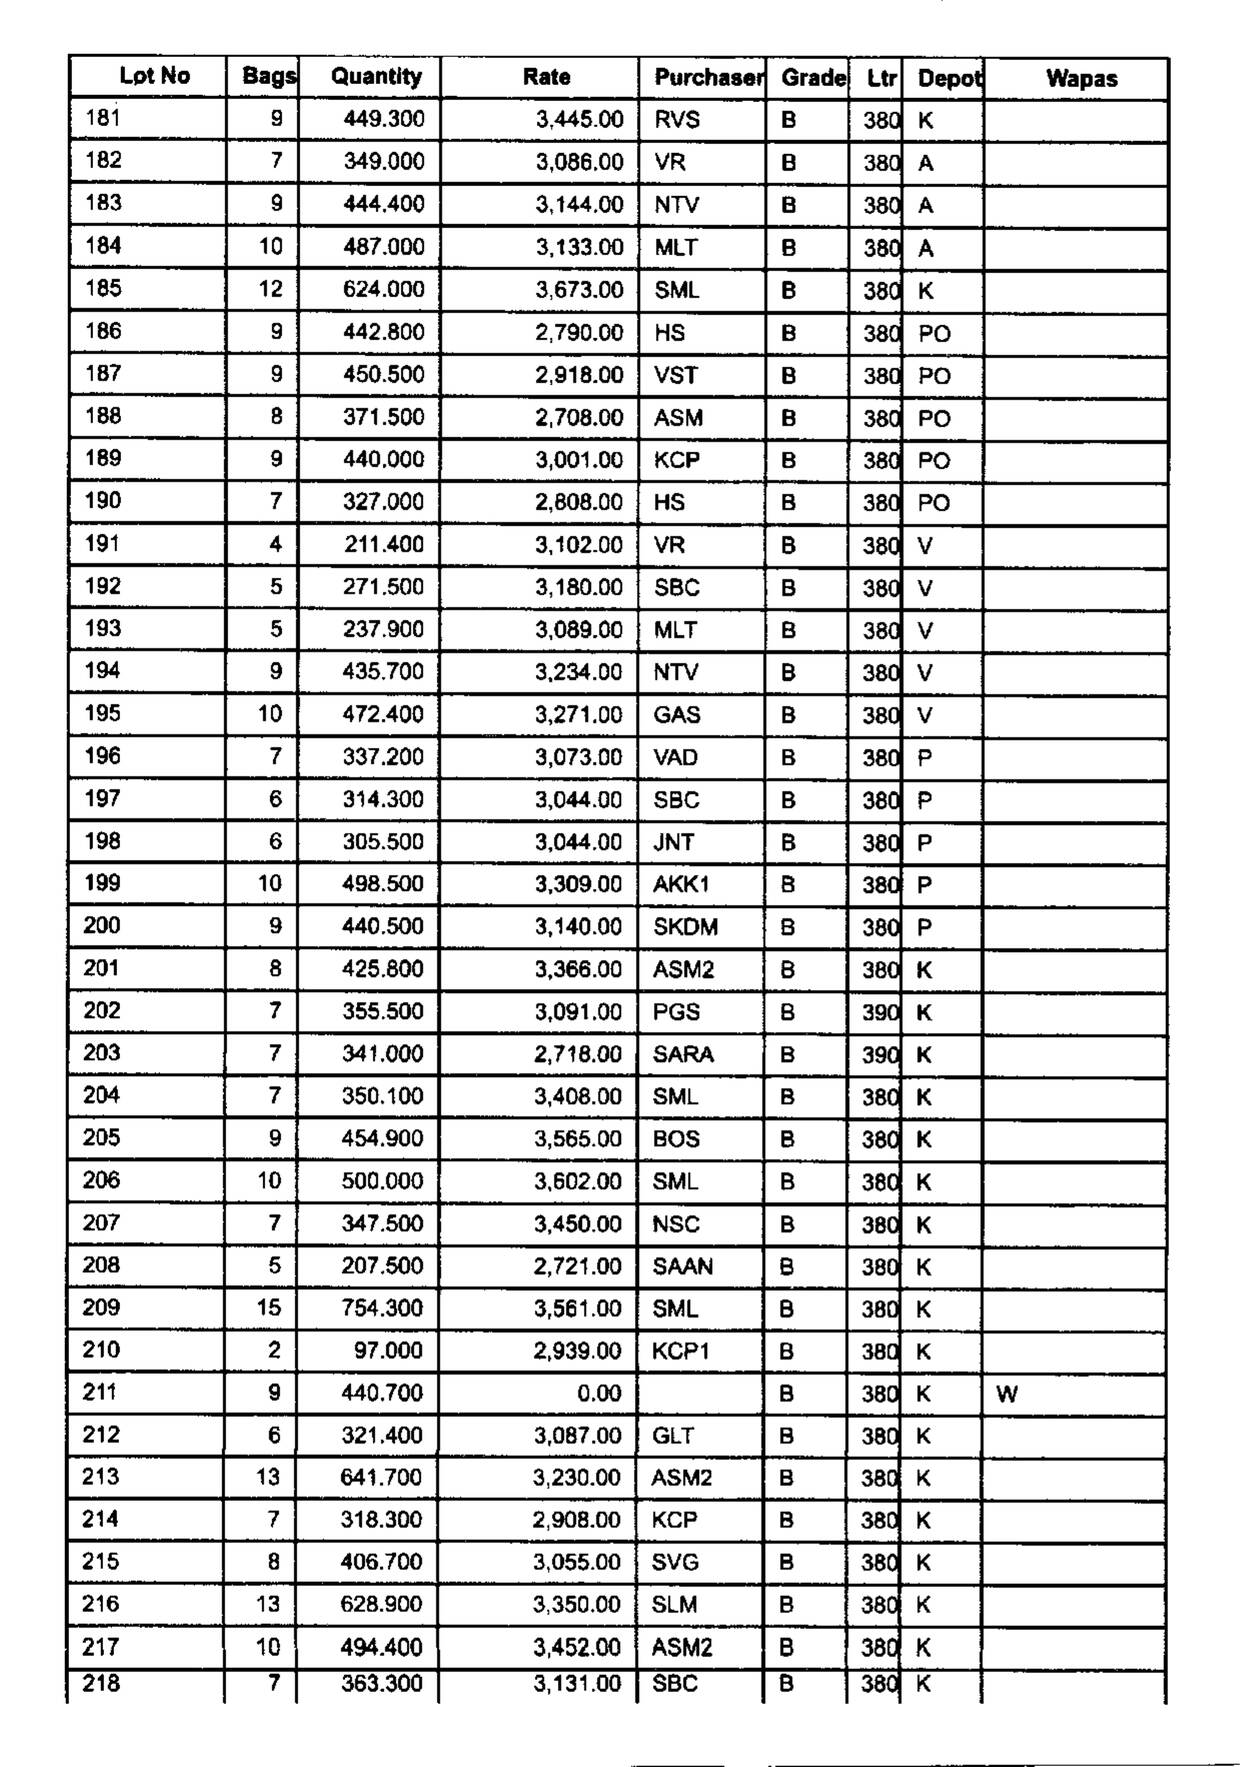 Lot No Bags Quantity Rate Purchaser Grade Ltr Depot Wapas
181 9 449.300 3,445.00 RVS B 380 K
182 7 349.000 3,086.00 VR B 380 A
183 9 444.400 3,144.00 NTV B 380 A
184 10 487.000 3,133.00 MLT B 380 A
185 12 624.000 3,673.00 SML B 380 K
186 9 442.800 2,790.00 HS B 380 PO
187 9 450.500 2,918.00 VST B 380 PO
188 8 371.500 2,708.00 ASM B 380 PO
189 9 440.000 3,001.00 KCP B 380 PO
190 7 327.000 2,808.00 HS B 380 PO
191 4 211.400 3,102.00 VR B 380 V
192 5 271.500 3,180.00 SBC B 380 V
193 5 237.900 3,089.00 MLT B 380 V
194 9 435.700 3,234.00 NTV B 380 V
195 10 472.400 3,271.00 GAS B 380 V
196 7 337.200 3,073.00 VAD B 380 P
197 6 314.300 3,044.00 SBC B 380 P
198 6 305.500 3,044.00 JNT B 380 P
199 10 498.500 3,309.00 AKK1 B 380 P
200 9 440.500 3,140.00 SKDM B 380 P
201 8 425.800 3,366.00 ASM2 B 380 K
202 7 355.500 3,091.00 PGS B 390 K
203 7 341.000 2,718.00 SARA B 390 K
204 7 350.100 3,408.00 SML B 380 K
205 9 454.900 3,565.00 BOS B 380 K
206 10 500.000 3,602.00 SML B 380 K
207 7 347.500 3,450.00 NSC B 380 K
208 5 207.500 2,721.00 SAAN B 380 K
209 15 754.300 3,561.00 SML B 380 K
210 2 97.000 2,939.00 KCP1 B 380 K
211 9 440.700 0.00 B 380 K W
212 6 321.400 3,087.00 GLT B 380 K
213 13 641.700 3,230.00 ASM2 B 380 K
214 7 318.300 2,908.00 KCP B 380 K
215 8 406.700 3,055.00 SVG B 380 K
216 13 628.900 3,350.00 SLM B 380 K
217 10 494.400 3,452.00 ASM2 B 380 K
218 7 363.300 3,131.00 SBC B 380 K